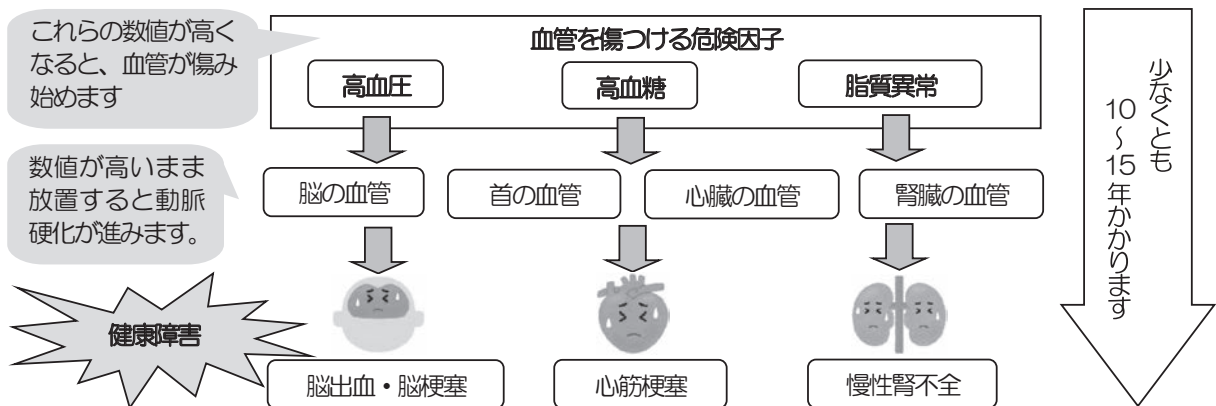 これらの数値が高く
なると、血管が傷み
始めます
血管を傷つける危険因子
高血圧
高血糖
脂質異常
数値が高いまま
放置すると動脈
硬化が進みます。
脳の血管
首の血管
心臓の血管
腎臓の血管
健康障害
脳出血・脳梗塞
心筋梗塞
慢性腎不全
少なくとも
10～15年かかります